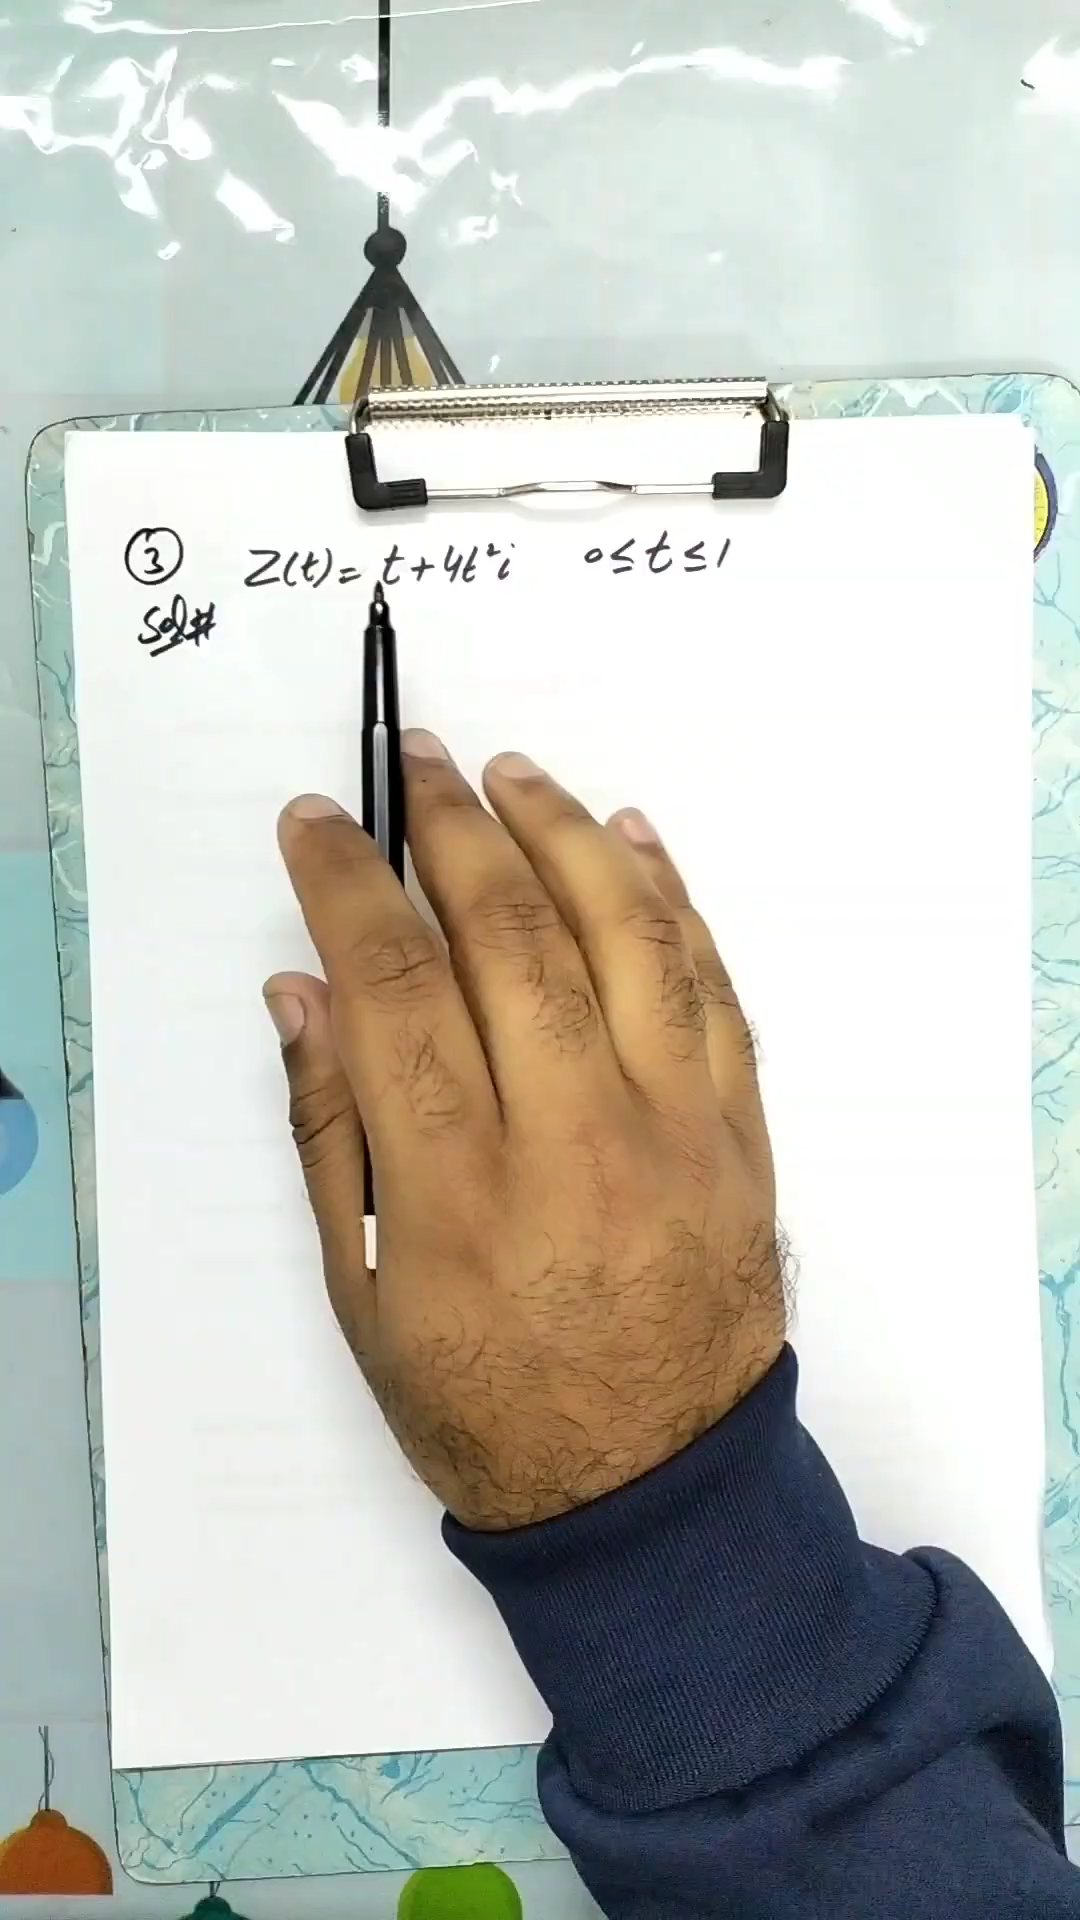 ③ Z(t) = t + 4t²i 0 ≤ t ≤ 1
Sol#